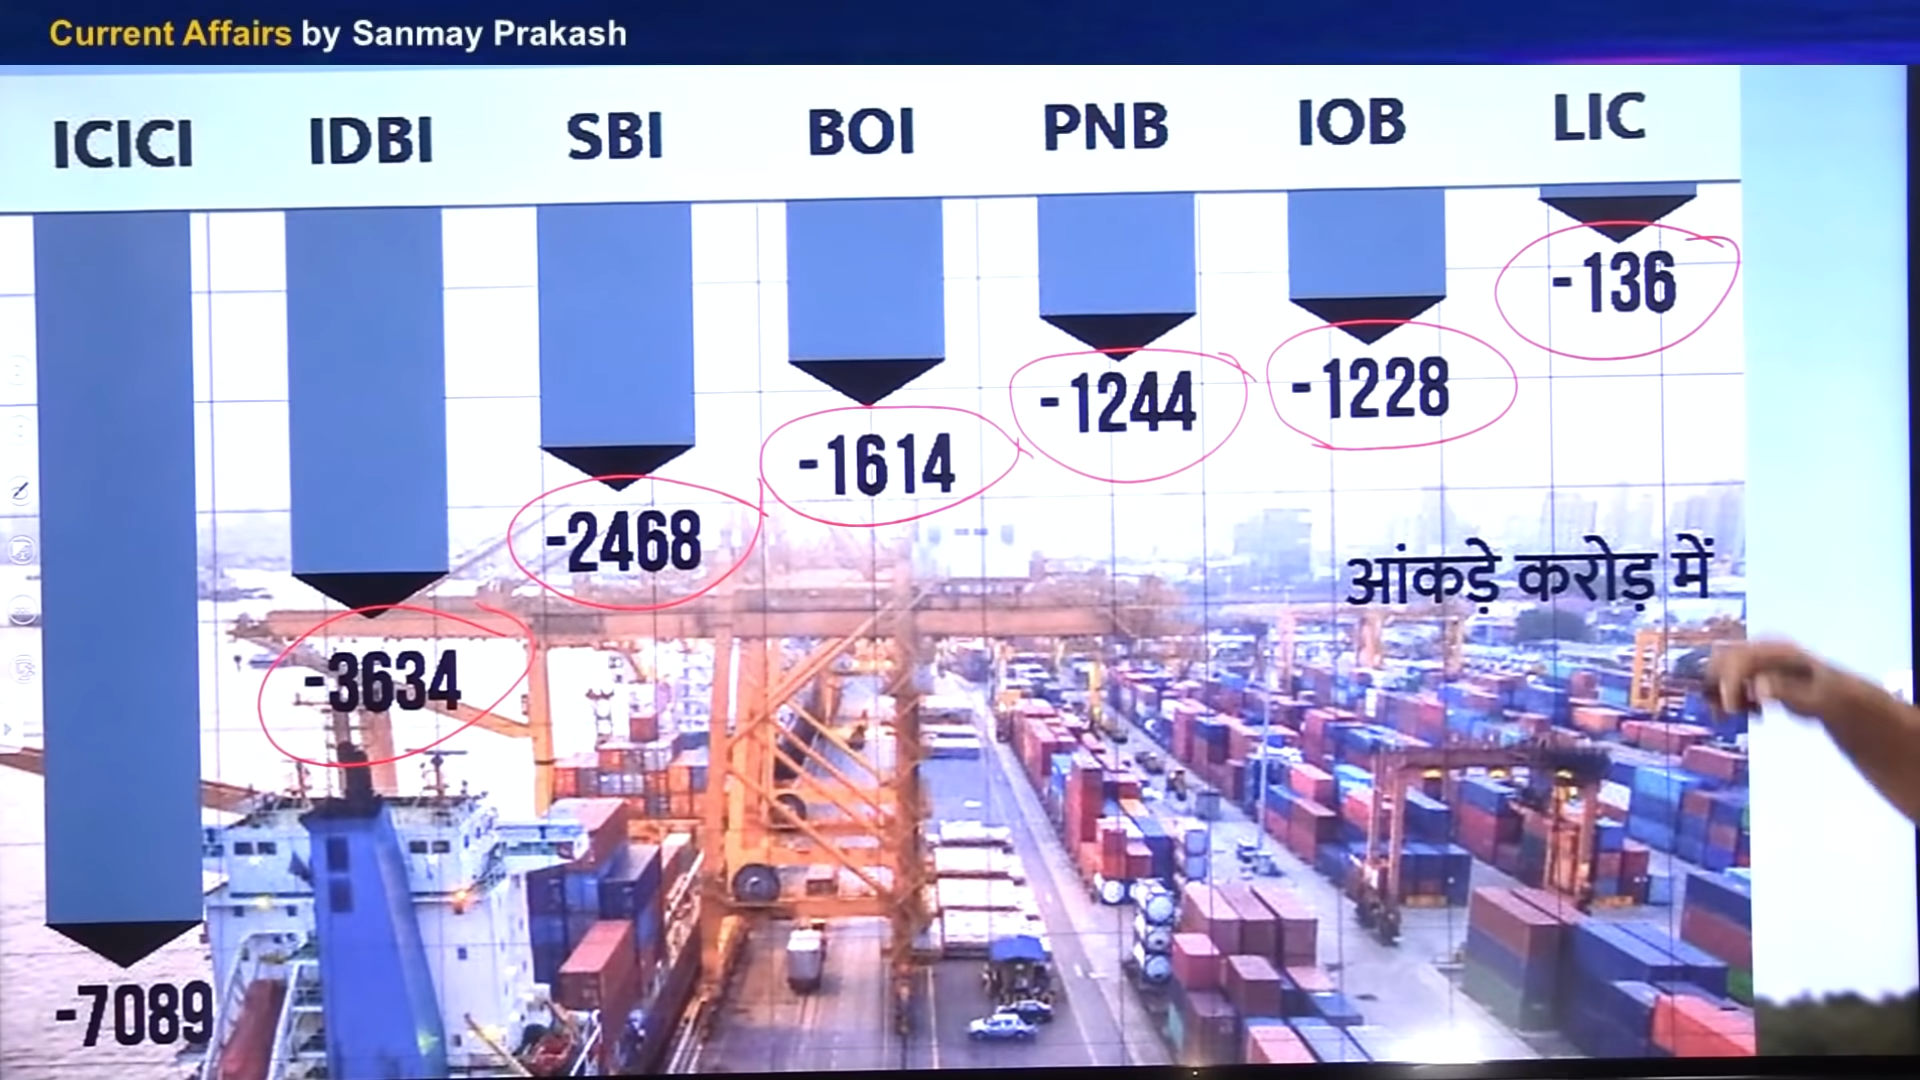 Current Affairs by Sanmay Prakash
ICICI IDBI SBI BOI PNB IOB LIC
-136
-1228
-1244
-1614
-2468
-3634
-7089
आंकड़े करोड़ में